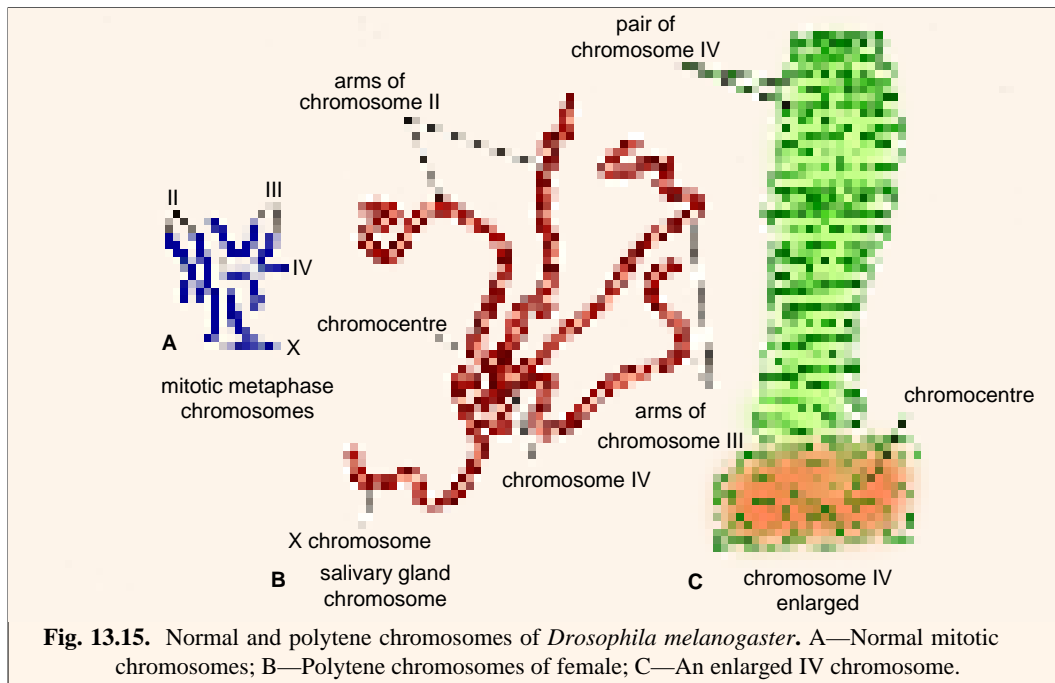 pair of
chromosome IV
arms of
chromosome II
II
III
IV
chromocentre
A
X
mitotic metaphase
chromosomes
chromocentre
arms of
chromosome III
chromosome IV
X chromosome
B
salivary gland
chromosome
C
chromosome IV
enlarged
Fig. 13.15. Normal and polytene chromosomes of Drosophila melanogaster. A—Normal mitotic
chromosomes; B—Polytene chromosomes of female; C—An enlarged IV chromosome.